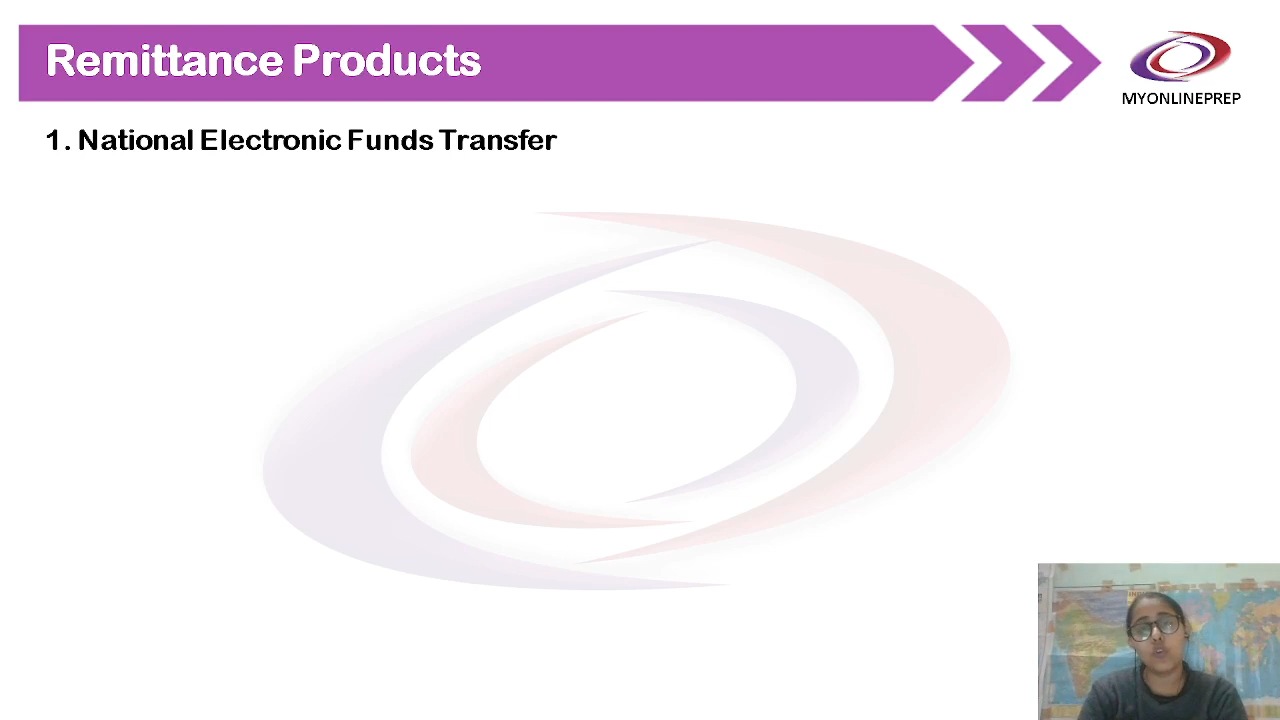 Remittance Products
MYONLINEPREP
1. National Electronic Funds Transfer